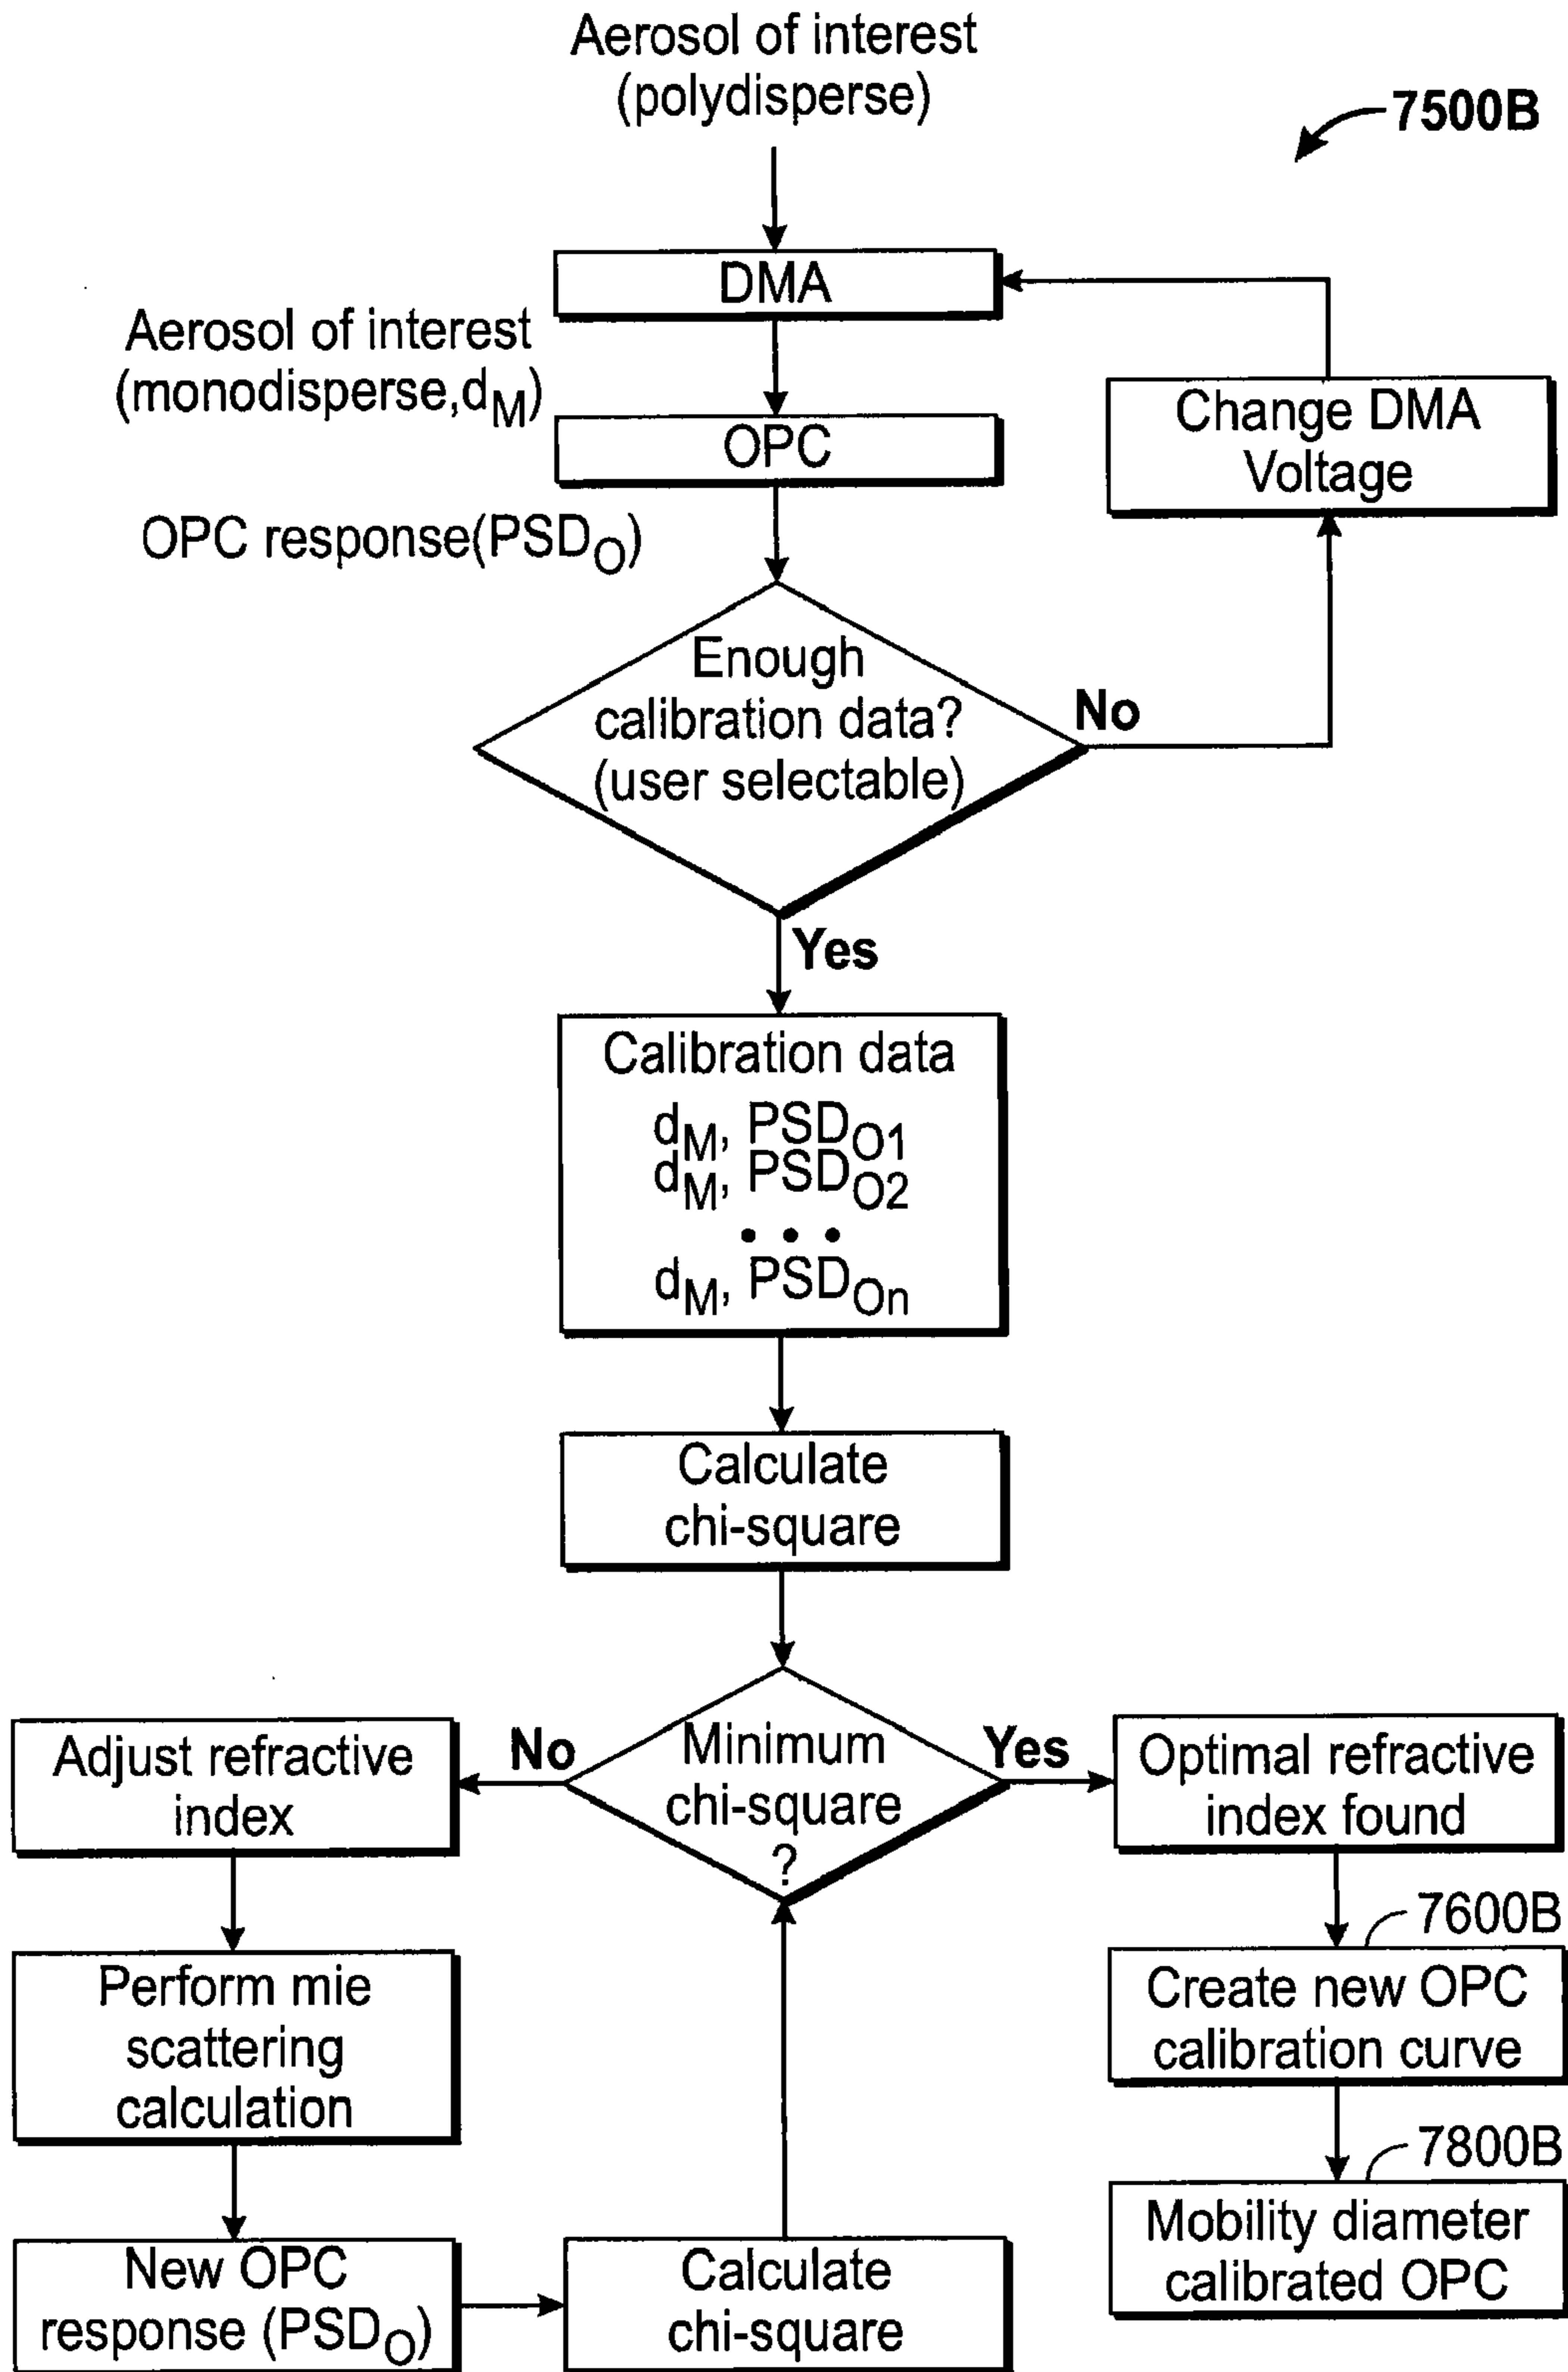 Aerosol of interest
(polydisperse)
7500B
DMA
Aerosol of interest
(monodisperse,dM)
OPC
Change DMA
Voltage
OPC response(PSDO)
Enough
calibration data?
(user selectable)
No
Yes
Calibration data
dM, PSDO1
dM, PSDO2
• • •
dM, PSDOn
Calculate
chi-square
Minimum
chi-square
?
No
Yes
Adjust refractive
index
Optimal refractive
index found
Perform mie
scattering
calculation
7600B
Create new OPC
calibration curve
7800B
Mobility diameter
calibrated OPC
New OPC
response (PSDO)
Calculate
chi-square